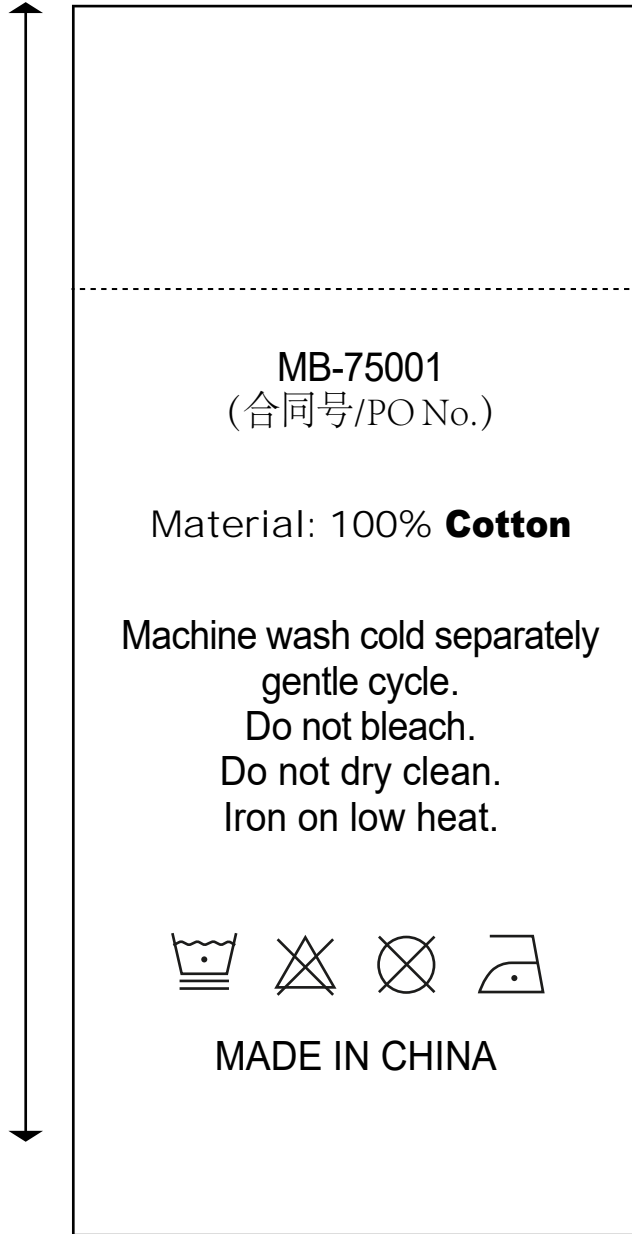 MB-75001
(合同号/PO No.)
Material: 100% Cotton
Machine wash cold separately
gentle cycle.
Do not bleach.
Do not dry clean.
Iron on low heat.
MADE IN CHINA